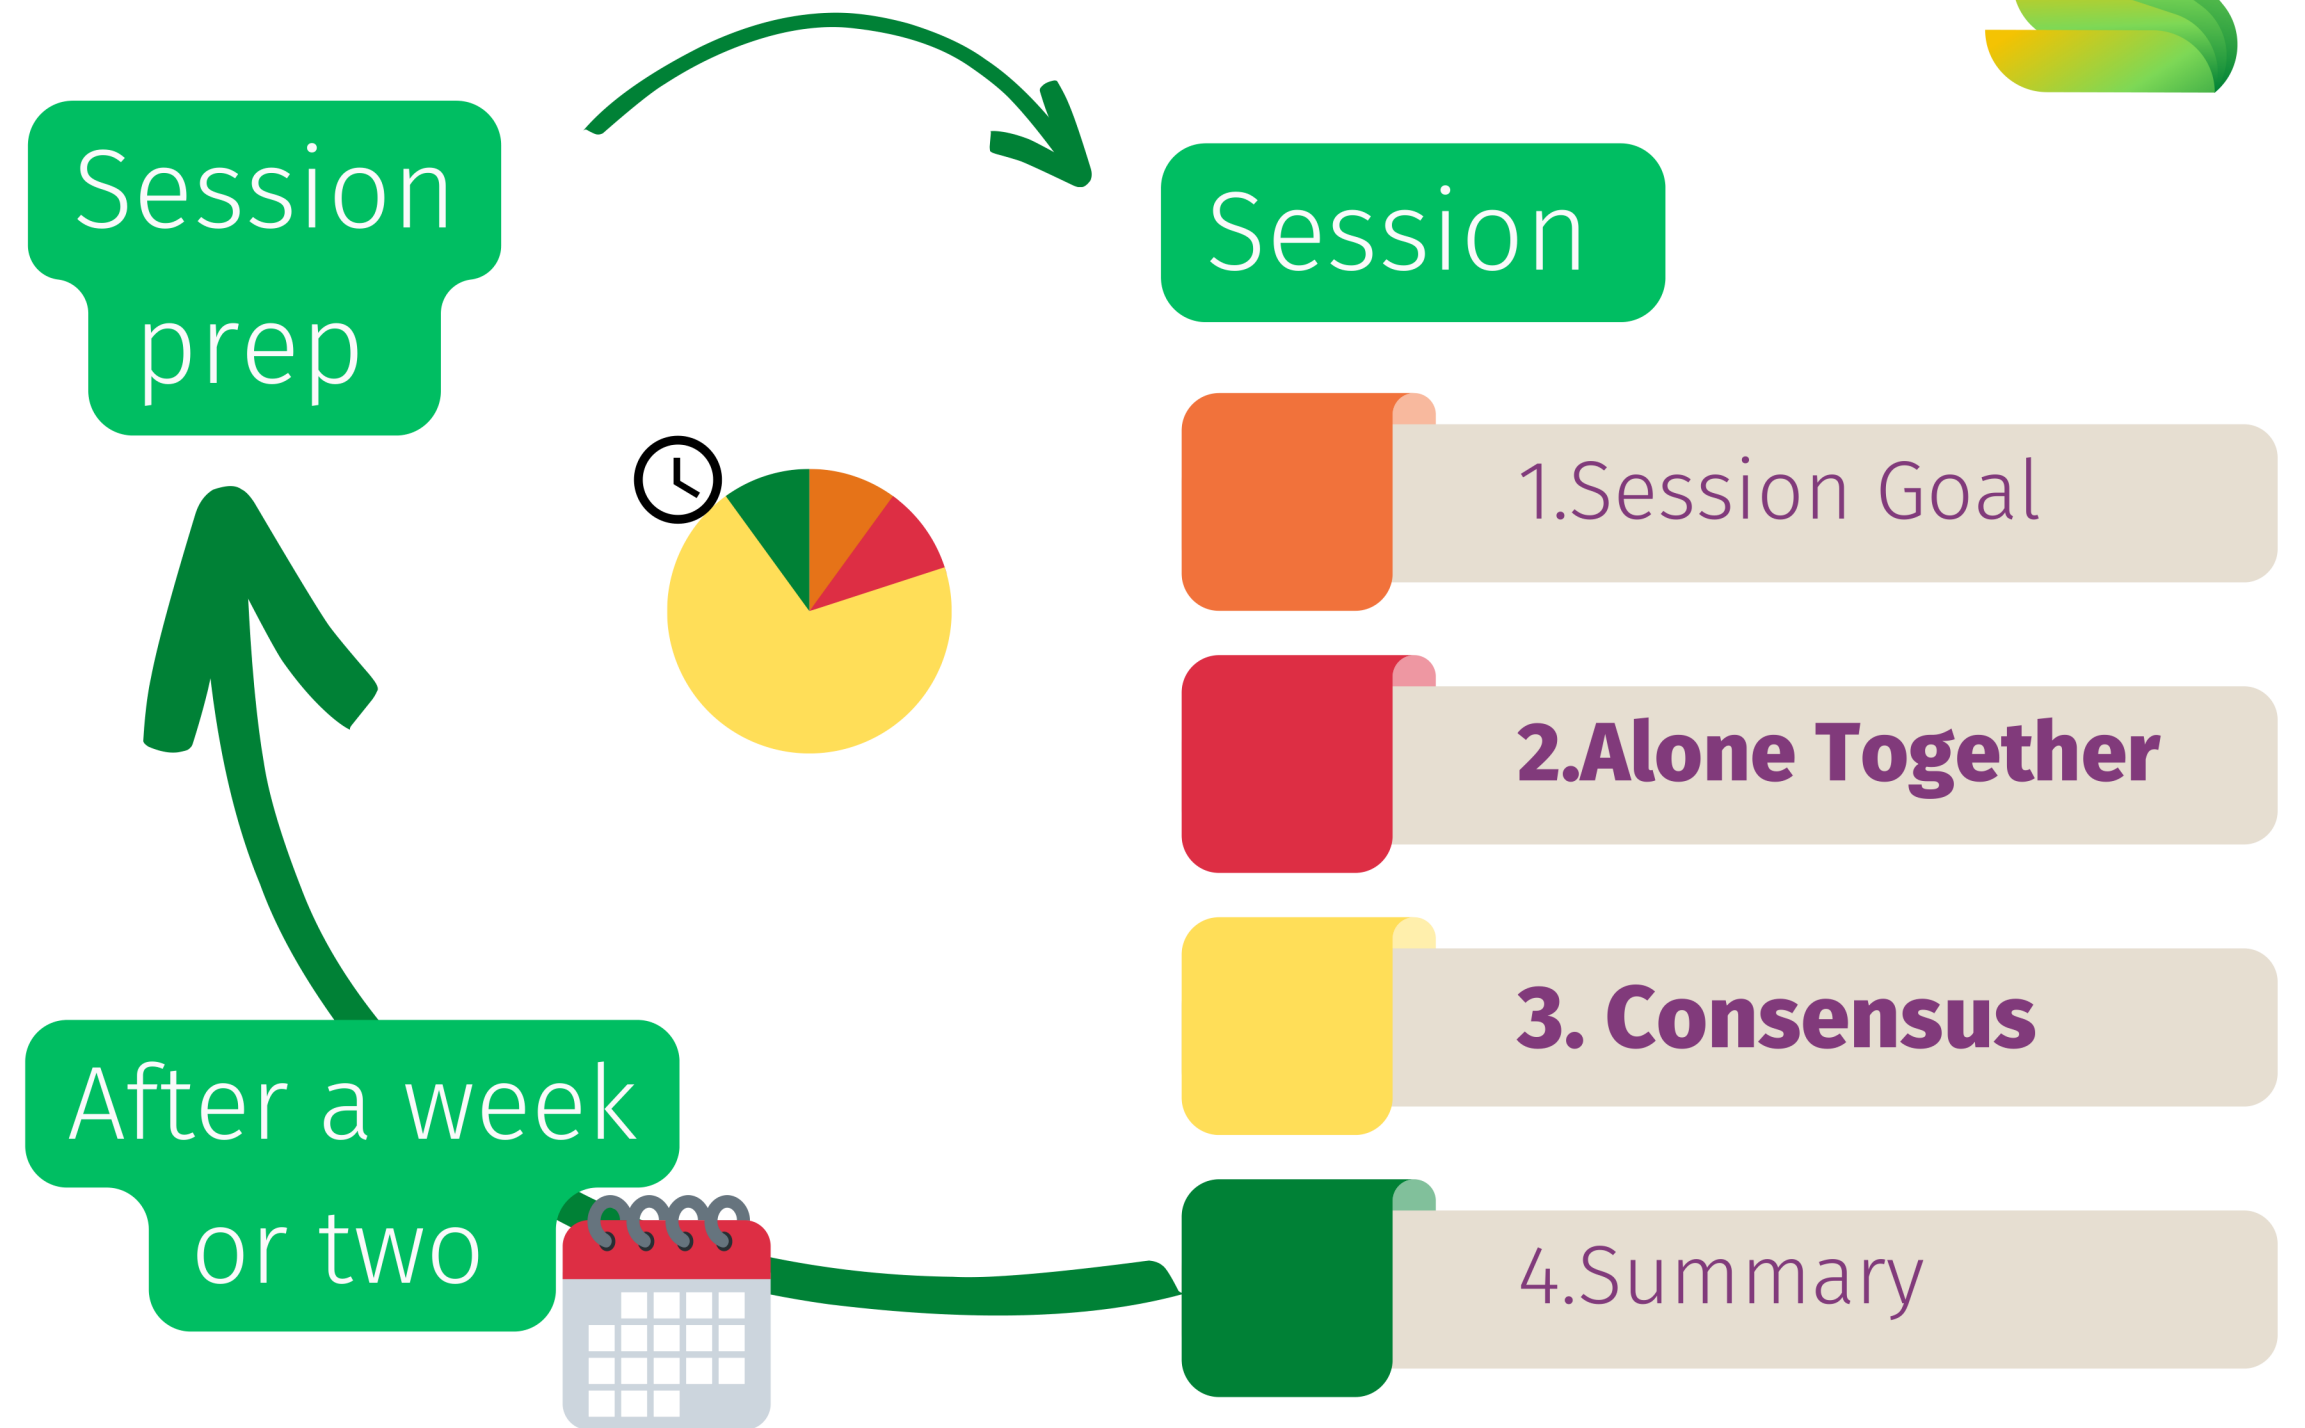 Session
prep
Session
1.Session Goal
2.Alone Together
3. Consensus
4.Summary
After a week
or two